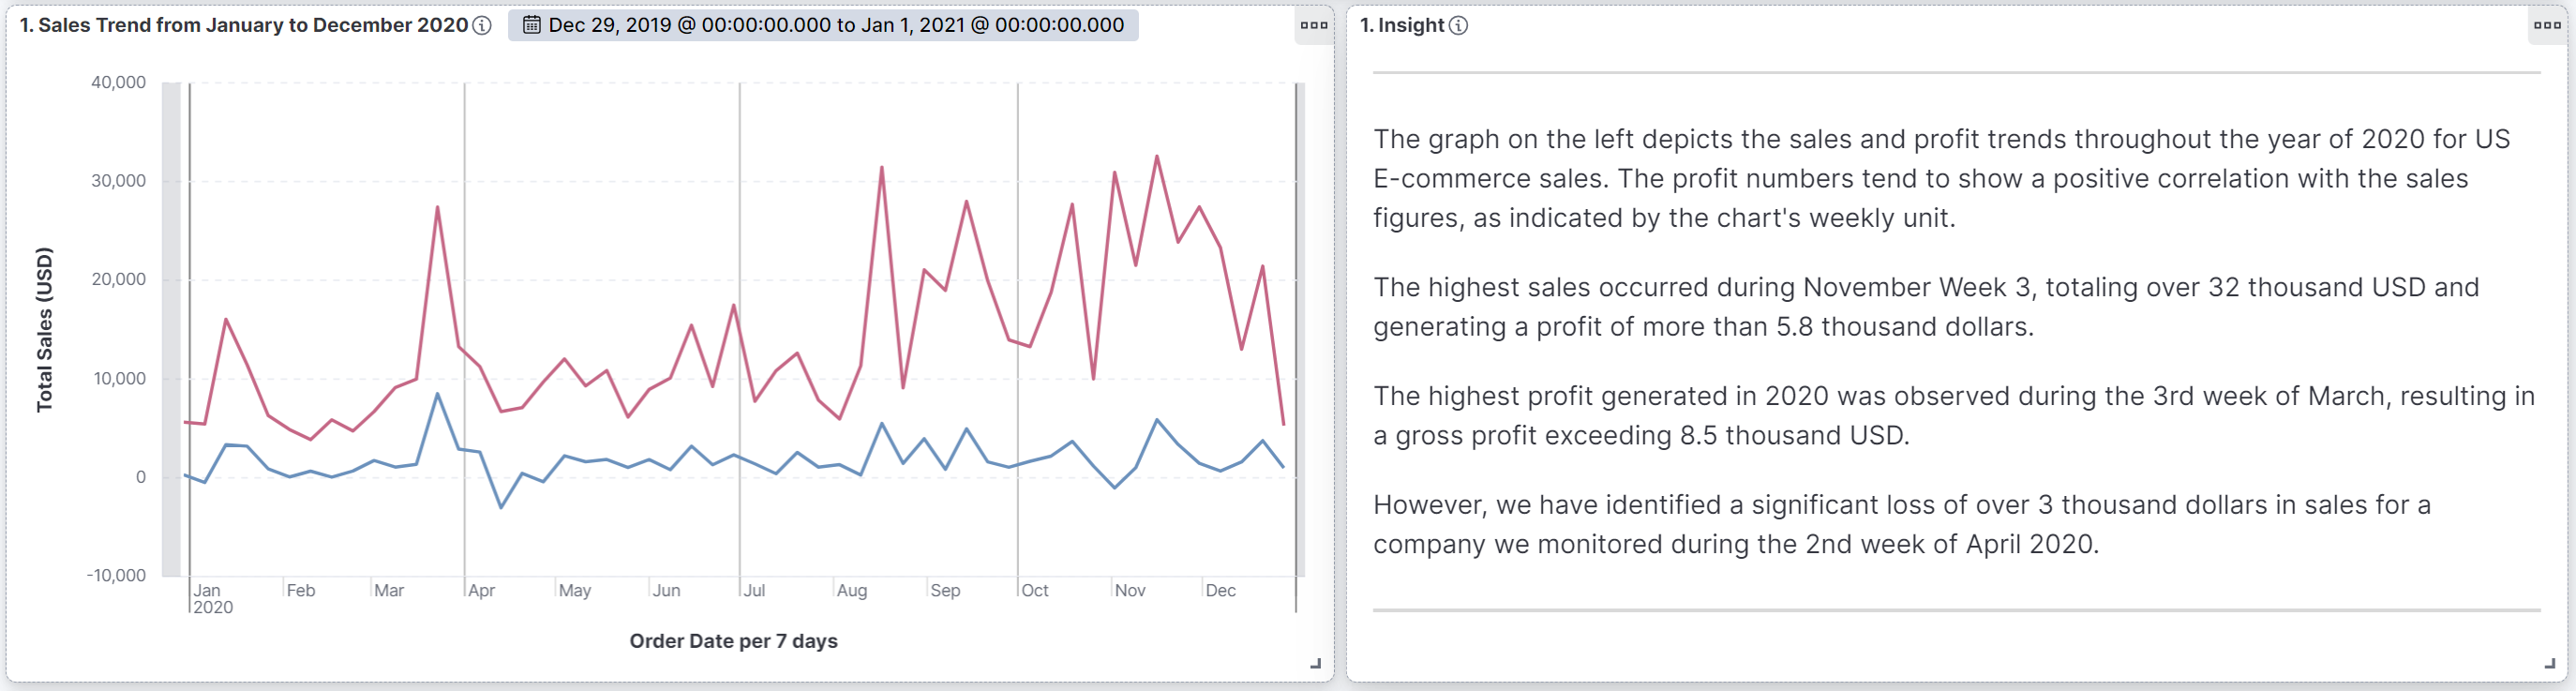 1. Sales Trend from January to December 2020
Dec 29, 2019 @ 00:00:00.000 to Jan 1, 2021 @ 00:00:00.000
Total Sales (USD)
40,000
30,000
20,000
10,000
0
-10,000
Jan Feb Mar Apr May Jun Jul Aug Sep Oct Nov Dec
2020
Order Date per 7 days
1. Insight
The graph on the left depicts the sales and profit trends throughout the year of 2020 for US
E-commerce sales. The profit numbers tend to show a positive correlation with the sales
figures, as indicated by the chart's weekly unit.
The highest sales occurred during November Week 3, totaling over 32 thousand USD and
generating a profit of more than 5.8 thousand dollars.
The highest profit generated in 2020 was observed during the 3rd week of March, resulting in
a gross profit exceeding 8.5 thousand USD.
However, we have identified a significant loss of over 3 thousand dollars in sales for a
company we monitored during the 2nd week of April 2020.